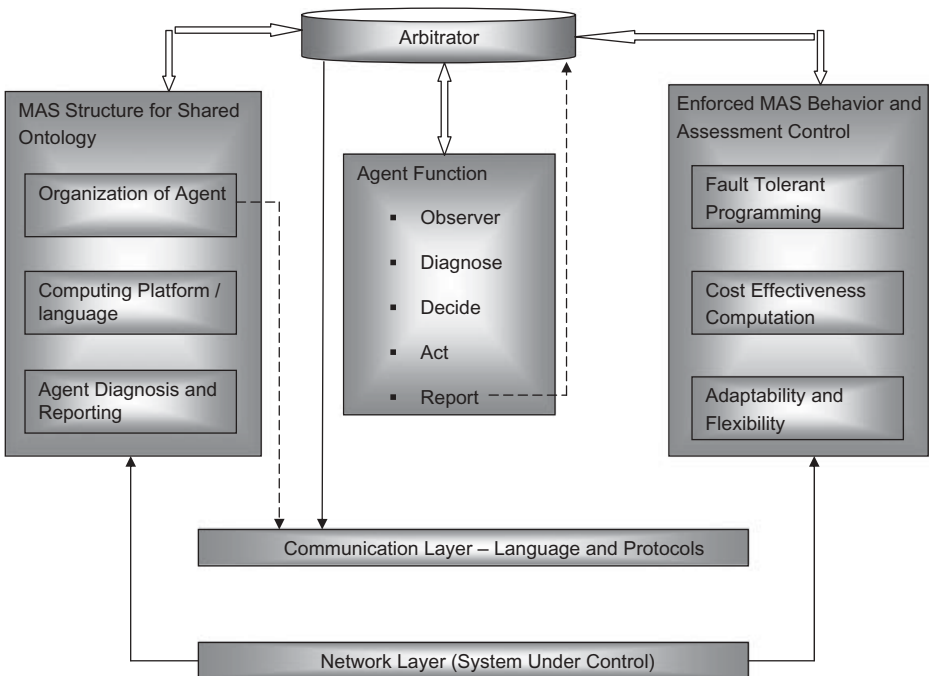 Arbitrator
MAS Structure for Shared
Ontology
Organization of Agent
Computing Platform /
language
Agent Diagnosis and
Reporting
Agent Function
▪ Observer
▪ Diagnose
▪ Decide
▪ Act
▪ Report
Enforced MAS Behavior and
Assessment Control
Fault Tolerant
Programming
Cost Effectiveness
Computation
Adaptability and
Flexibility
Communication Layer – Language and Protocols
Network Layer (System Under Control)